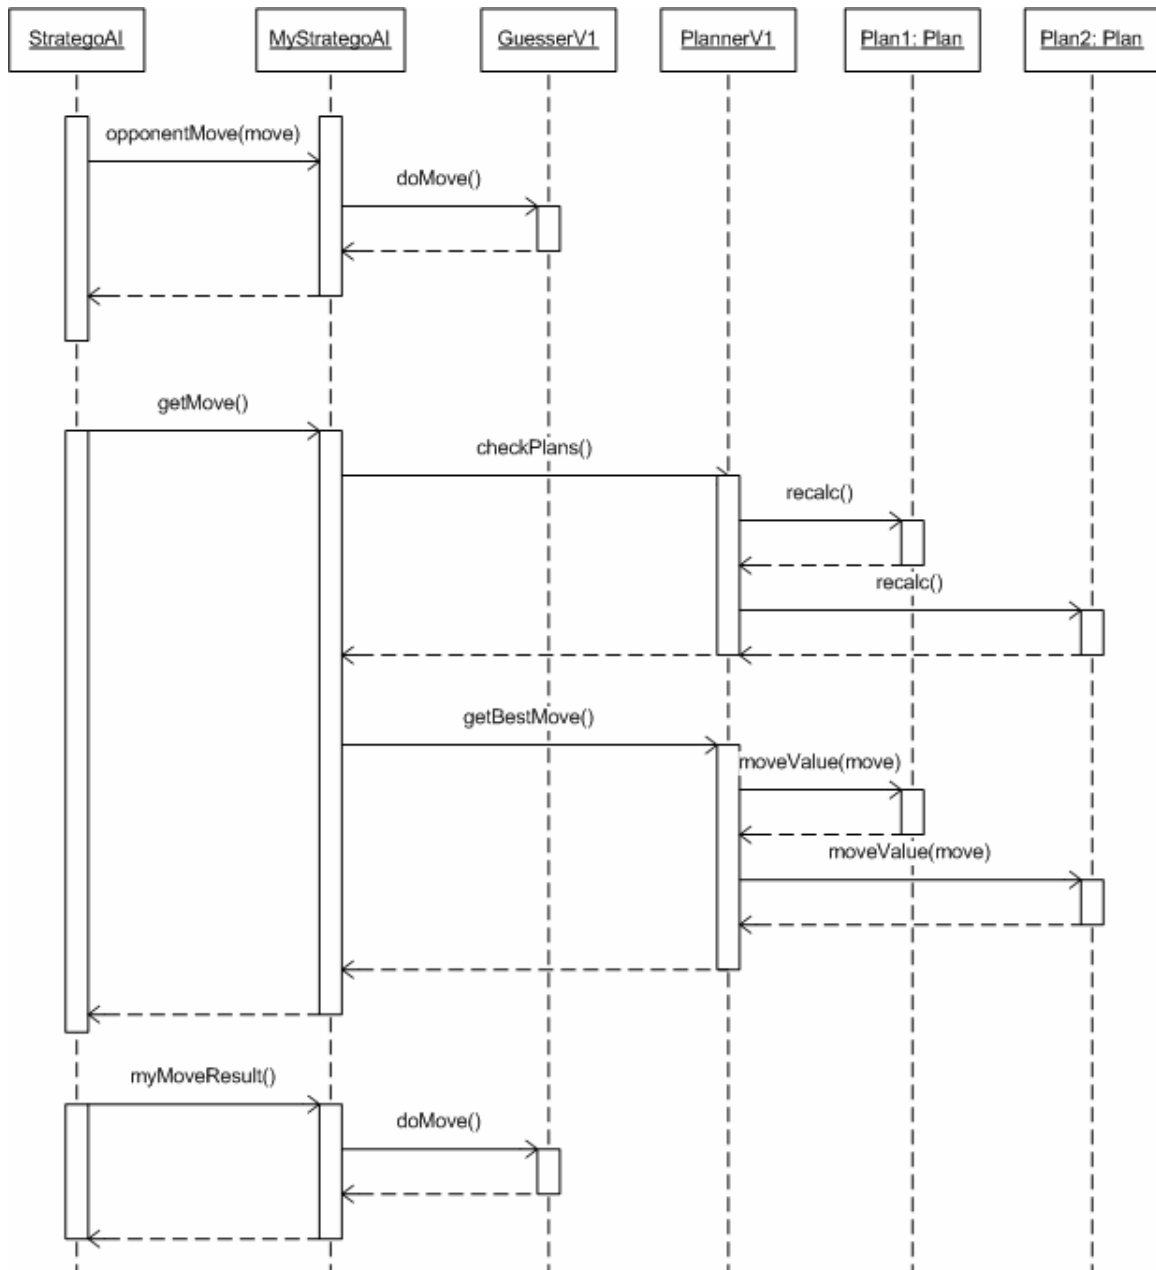 StrategoAI
MyStrategoAI
GuesserV1
PlannerV1
Plan1: Plan
Plan2: Plan
opponentMove(move)
doMove()
getMove()
checkPlans()
recalc()
recalc()
getBestMove()
moveValue(move)
moveValue(move)
myMoveResult()
doMove()